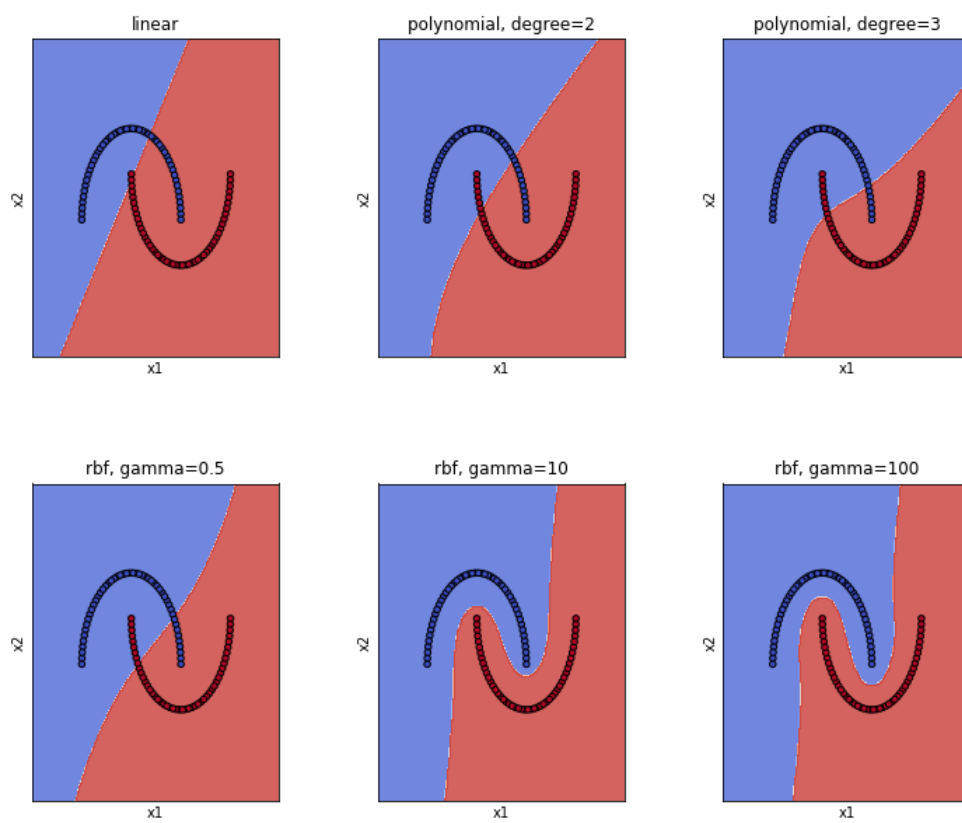 linear
polynomial, degree=2
polynomial, degree=3
x2
x2
x2
x1
x1
x1
rbf, gamma=0.5
rbf, gamma=10
rbf, gamma=100
x2
x2
x2
x1
x1
x1